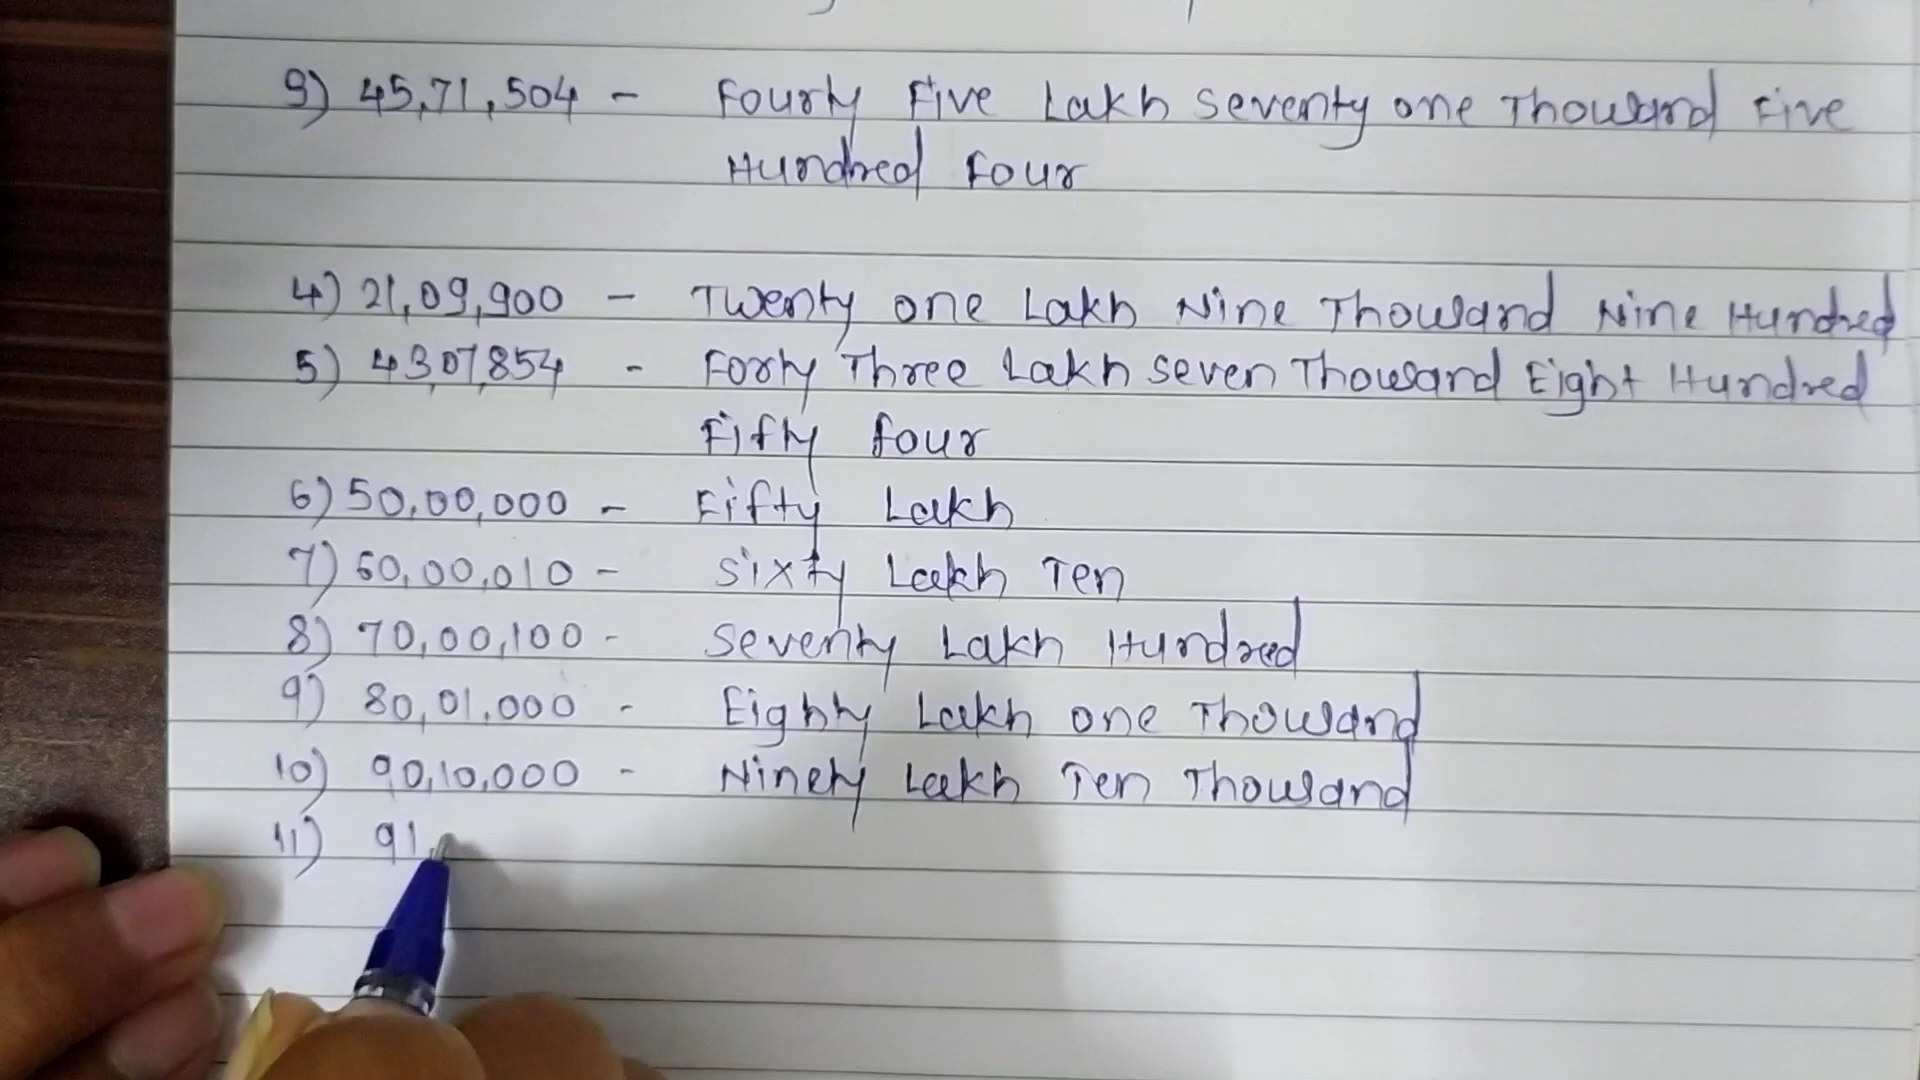 3) 45,71,504 - Fourty Five Lakh Seventy one Thousand Five
Hundred Four
4) 21,09,900 - Twenty one Lakh Nine Thousand Nine Hundred
5) 43,07,854 - Forty Three Lakh Seven Thousand Eight Hundred
Fifty four
6) 50,00,000 - Fifty Lakh
7) 60,00,010 - Sixty Lakh Ten
8) 70,00,100 - Seventy Lakh Hundred
9) 80,01,000 - Eighty Lakh one Thousand
10) 90,10,000 - Ninety Lakh Ten Thousand
11) 91,